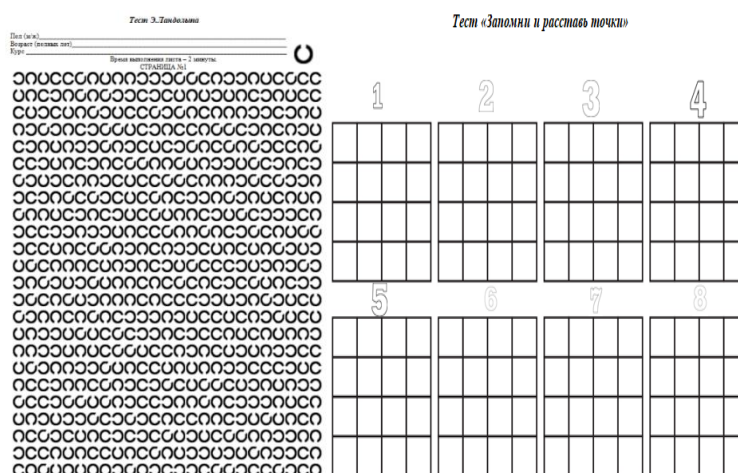 Тест Э.Ландольта
Пол (м/ж)
Возраст (полных лет)
Курс
Время выполнения листа – 2 минуты.
СТРАНИЦА №1
Тест «Запомни и расставь точки»
1 2 3 4
5 6 7 8